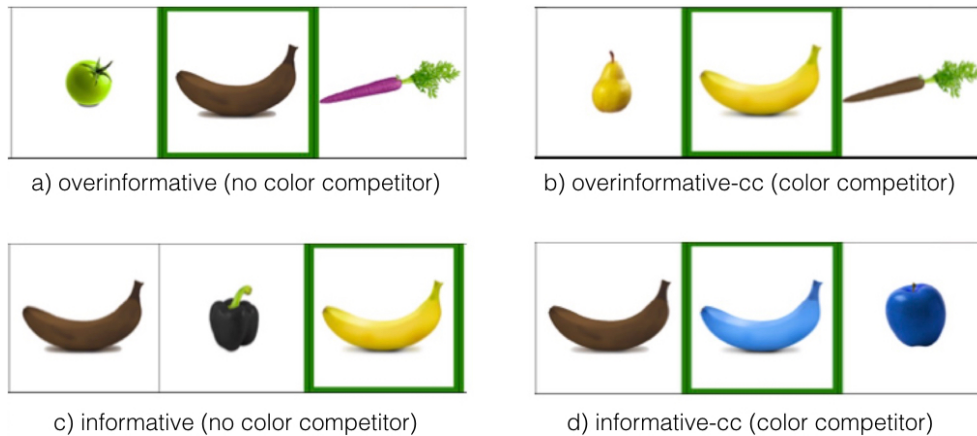 a) overinformative (no color competitor)
b) overinformative-cc (color competitor)
c) informative (no color competitor)
d) informative-cc (color competitor)